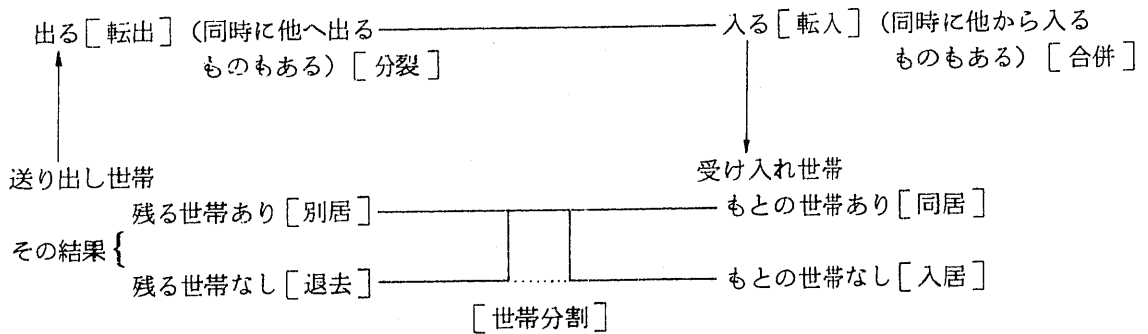 出る［転出］（同時に他へ出る　入る［転入］（同時に他から入る
ものもある）［分裂］　ものもある）［合併］
送り出し世帯　受け入れ世帯
残る世帯あり［別居］　もとの世帯あり［同居］
その結果{
残る世帯なし［退去］　もとの世帯なし［入居］
［世帯分割］